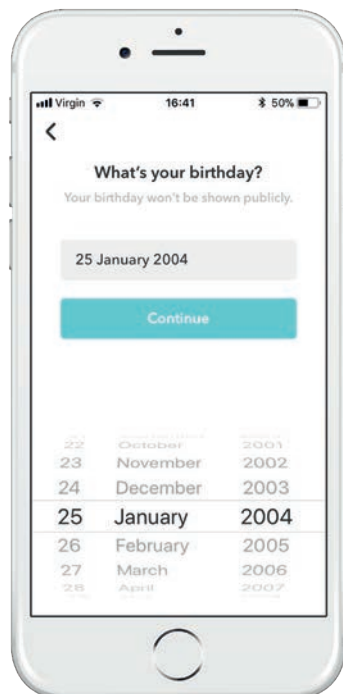 Virgin 16:41 50%
What's your birthday?
Your birthday won't be shown publicly.
25 January 2004
Continue
22 October 2001
23 November 2002
24 December 2003
25 January 2004
26 February 2005
27 March 2006
28 April 2007